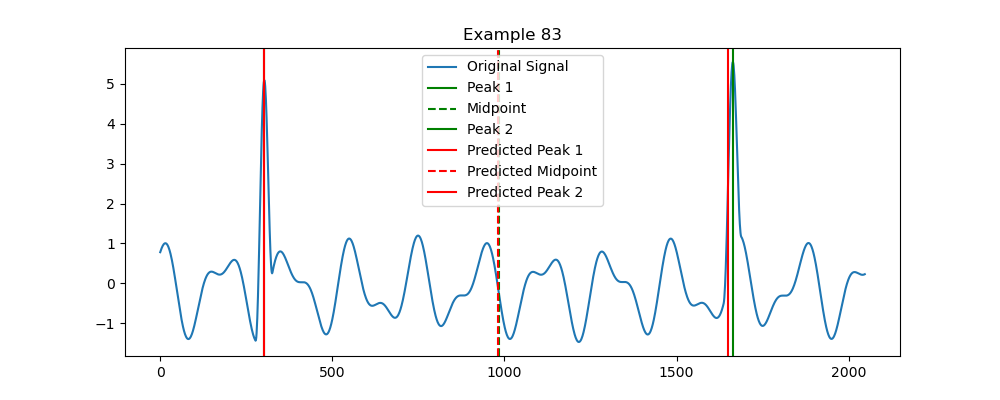 Example 83
Original Signal
Peak 1
Midpoint
Peak 2
Predicted Peak 1
Predicted Midpoint
Predicted Peak 2
5
4
3
2
1
0
−1
0 500 1000 1500 2000